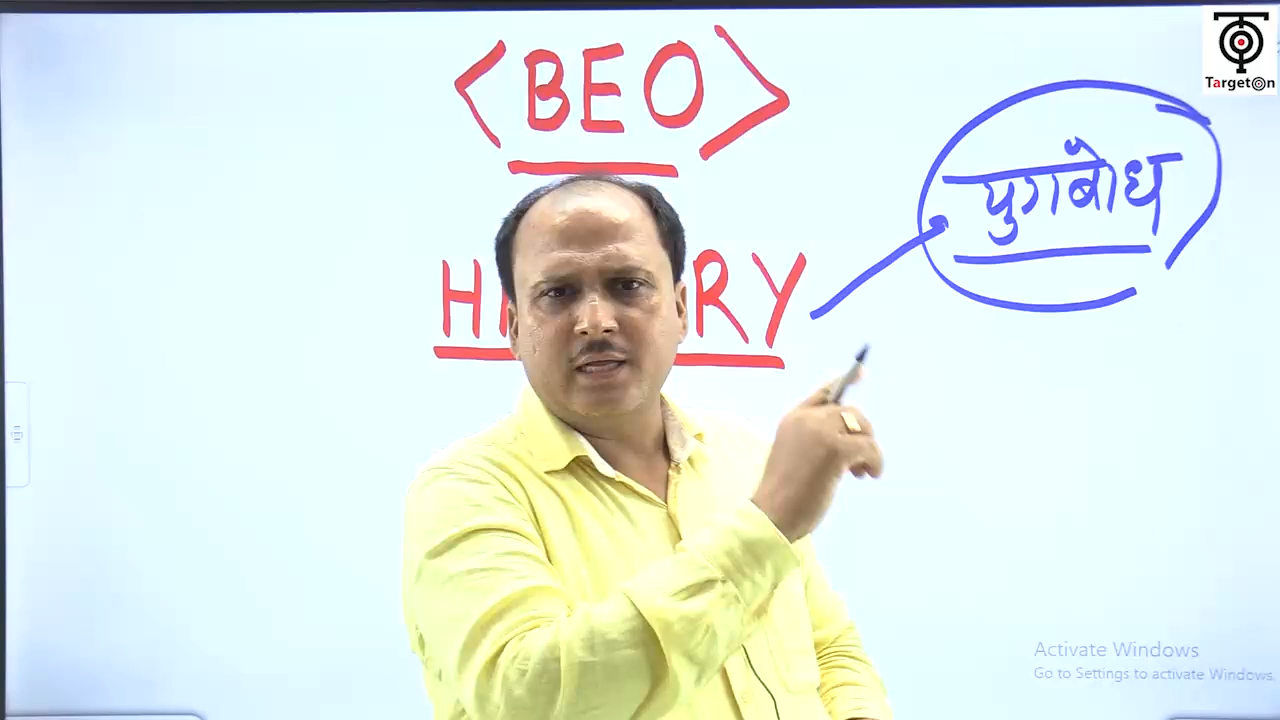 <BEO>
युगबोध
TargetOn
Activate Windows
Go to Settings to activate Windows.